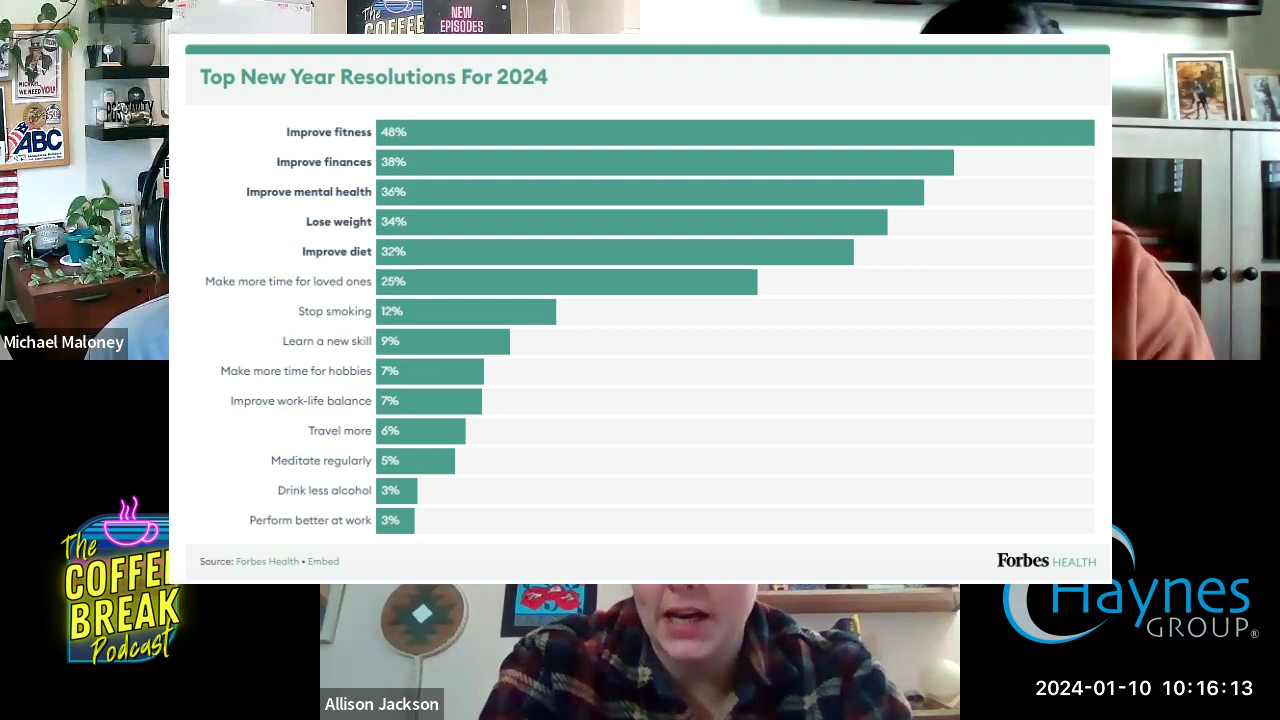 The
COFFEE
NEW
EPISODES
MICHAEL
WE NEED YOU!
ABC
Top New Year Resolutions For 2024
Improve fitness 48%
Improve finances 38%
Improve mental health 36%
Lose weight 34%
Improve diet 32%
Make more time for loved ones 25%
Stop smoking 12%
Learn a new skill 9%
Make more time for hobbies 7%
Improve work-life balance 7%
Travel more 6%
Meditate regularly 5%
Drink less alcohol 3%
Perform better at work 3%
Source: Forbes Health • Embed
Forbes HEALTH
Michael Maloney
The
COFFEE
BREAK
Podcast
Haynes
GROUP®
Allison Jackson
2024-01-10 10:16:13